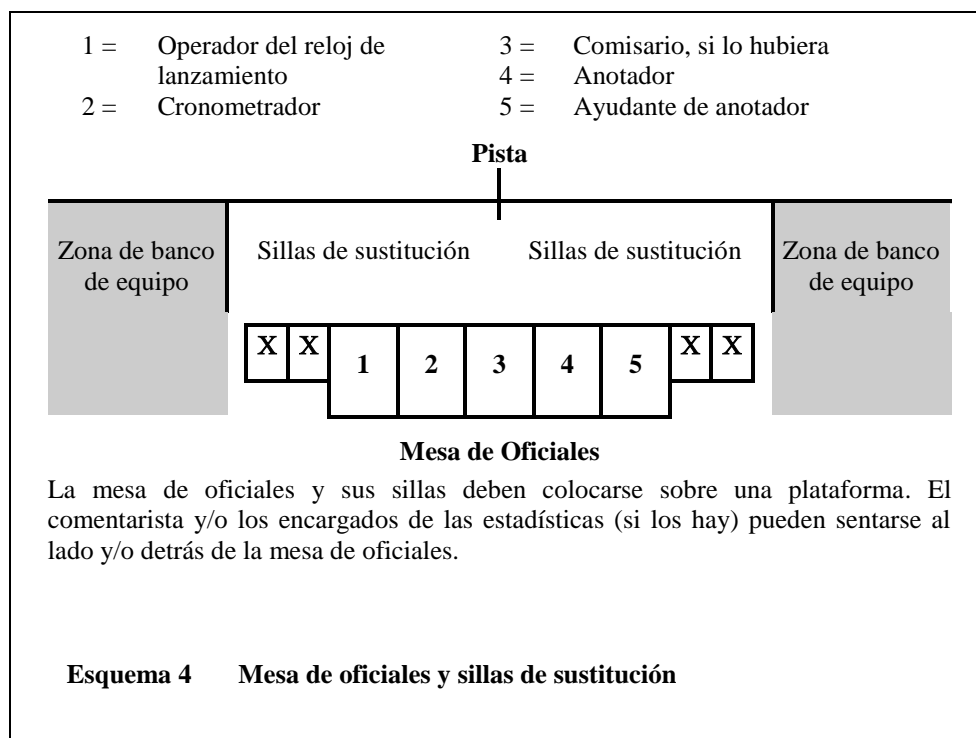 1 = Operador del reloj de
lanzamiento
2 = Cronometrador
3 = Comisario, si lo hubiera
4 = Anotador
5 = Ayudante de anotador
Pista
Zona de banco
de equipo
Sillas de sustitución
Sillas de sustitución
Zona de banco
de equipo
X X 1 2 3 4 5 X X
Mesa de Oficiales
La mesa de oficiales y sus sillas deben colocarse sobre una plataforma. El
comentarista y/o los encargados de las estadísticas (si los hay) pueden sentarse al
lado y/o detrás de la mesa de oficiales.
Esquema 4 Mesa de oficiales y sillas de sustitución